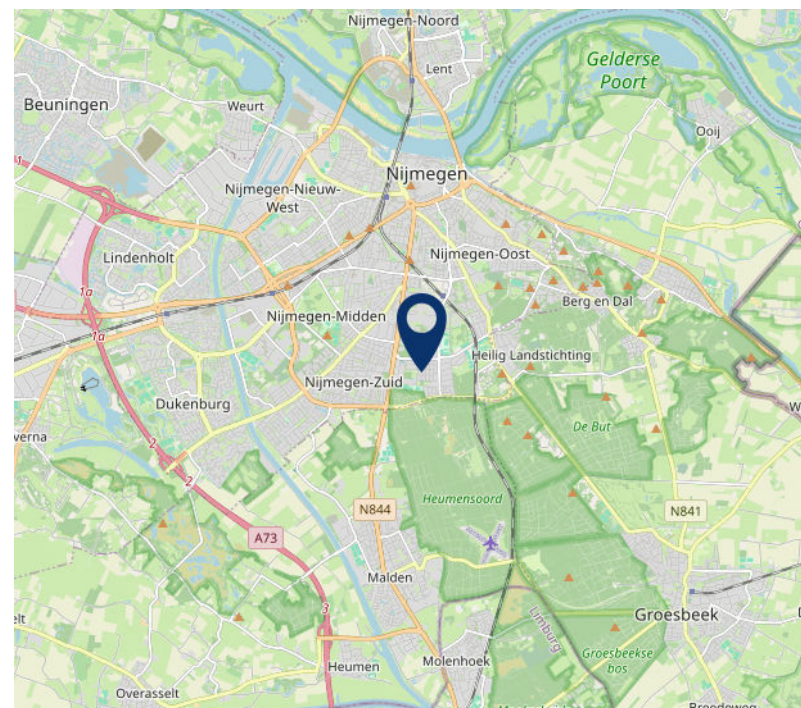 Nijmegen-Noord
Lent
Gelderse
Poort
Beuningen
Weurt
Ooij
1
Nijmegen
Nijmegen-Nieuw-
West
Nijmegen-Oost
Lindenholt
1a
Berg en Dal
Nijmegen-Midden
1a
Heilig Landstichting
Nijmegen-Zuid
Dukenburg
W
De But
verna
2
2
Heumensoord
N844
N841
A73
Malden
3
Limburg
Groesbeek
Groesbeekse
bos
Molenhoek
Heumen
Overasselt